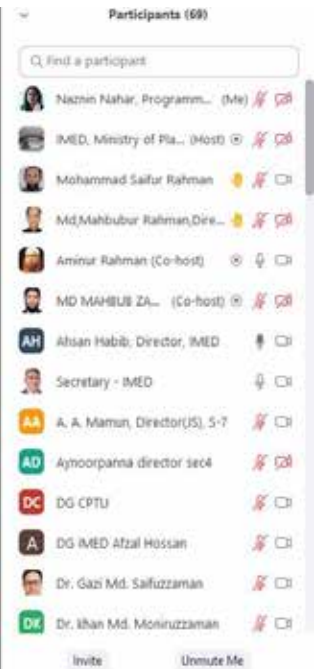 Participants (69)
Find a participant
Naznin Nahar, Programm... (Me)
IMED, Ministry of Pla... (Host)
Mohammad Saifur Rahman
Md,Mahbubur Rahman,Dire...
Aminur Rahman (Co-host)
MD MAHBUB ZA... (Co-host)
AH Ahsan Habib, Director, IMED
Secretary - IMED
AA A. A. Mamun, Director(JS), S-7
AD Aynoorpanna director sec4
DC DG CPTU
A DG IMED Afzal Hossan
Dr. Gazi Md. Saifuzzaman
DK Dr. khan Md. Moniruzzaman
Invite Unmute Me